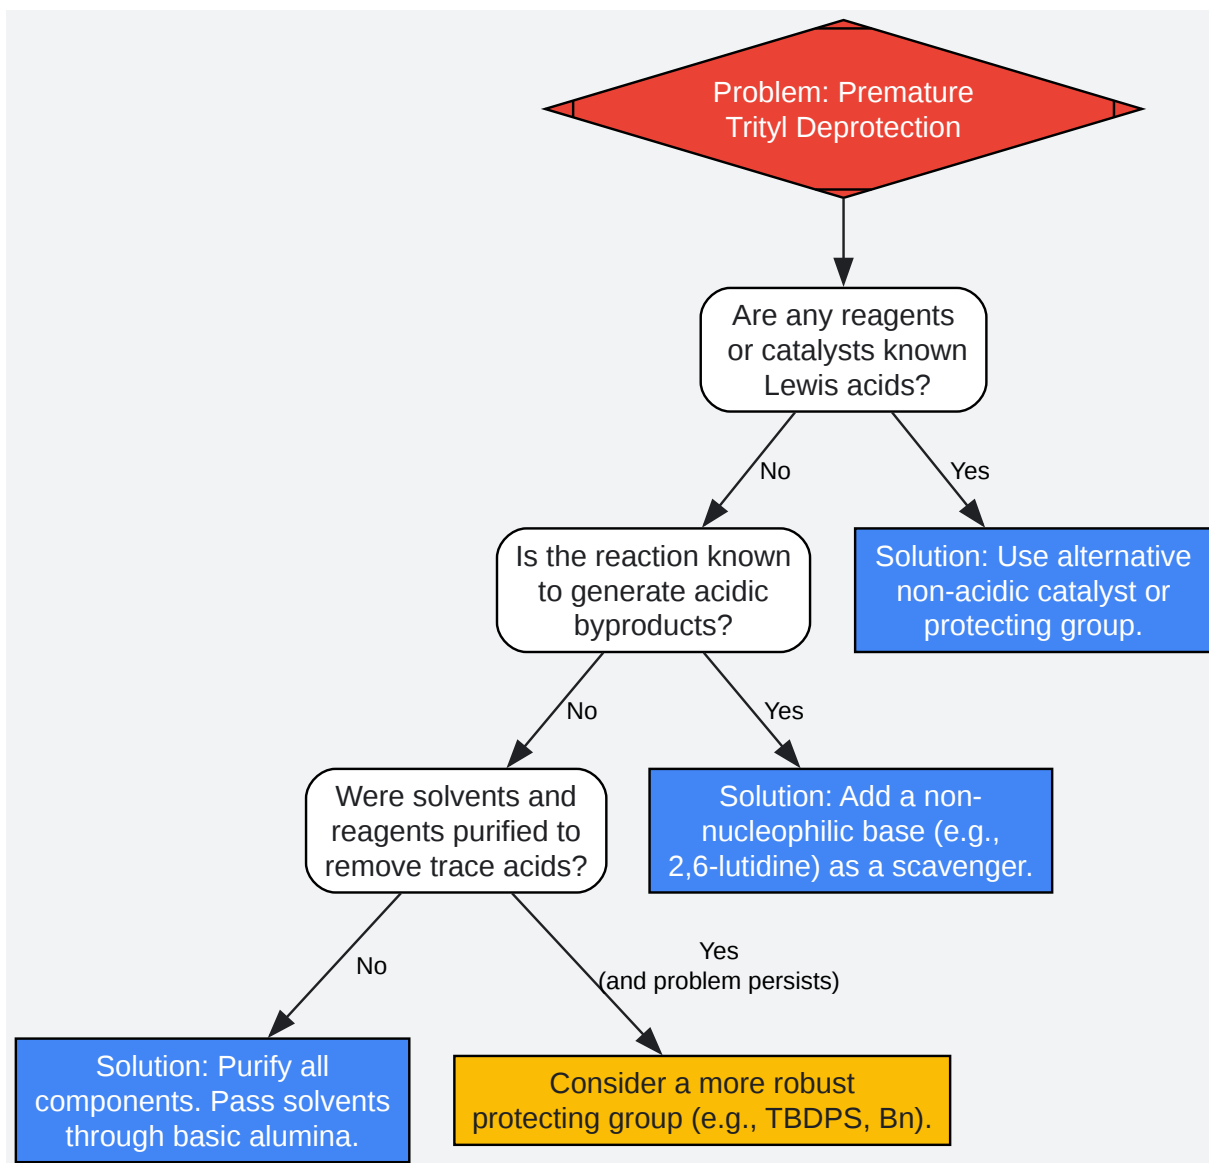 Problem: Premature
Trityl Deprotection
Are any reagents
or catalysts known
Lewis acids?
No
Yes
Is the reaction known
to generate acidic
byproducts?
Solution: Use alternative
non-acidic catalyst or
protecting group.
No
Yes
Were solvents and
reagents purified to
remove trace acids?
Solution: Add a non-
nucleophilic base (e.g.,
2,6-lutidine) as a scavenger.
No
Yes
(and problem persists)
Solution: Purify all
components. Pass solvents
through basic alumina.
Consider a more robust
protecting group (e.g., TBDPS, Bn).